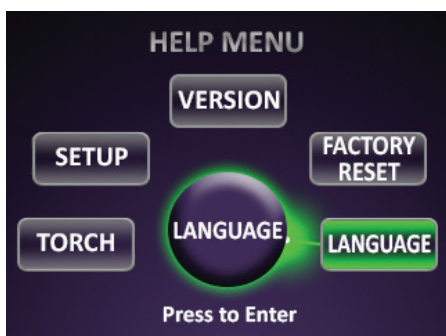 HELP MENU
VERSION
SETUP
FACTORY
RESET
TORCH
LANGUAGE
LANGUAGE
Press to Enter